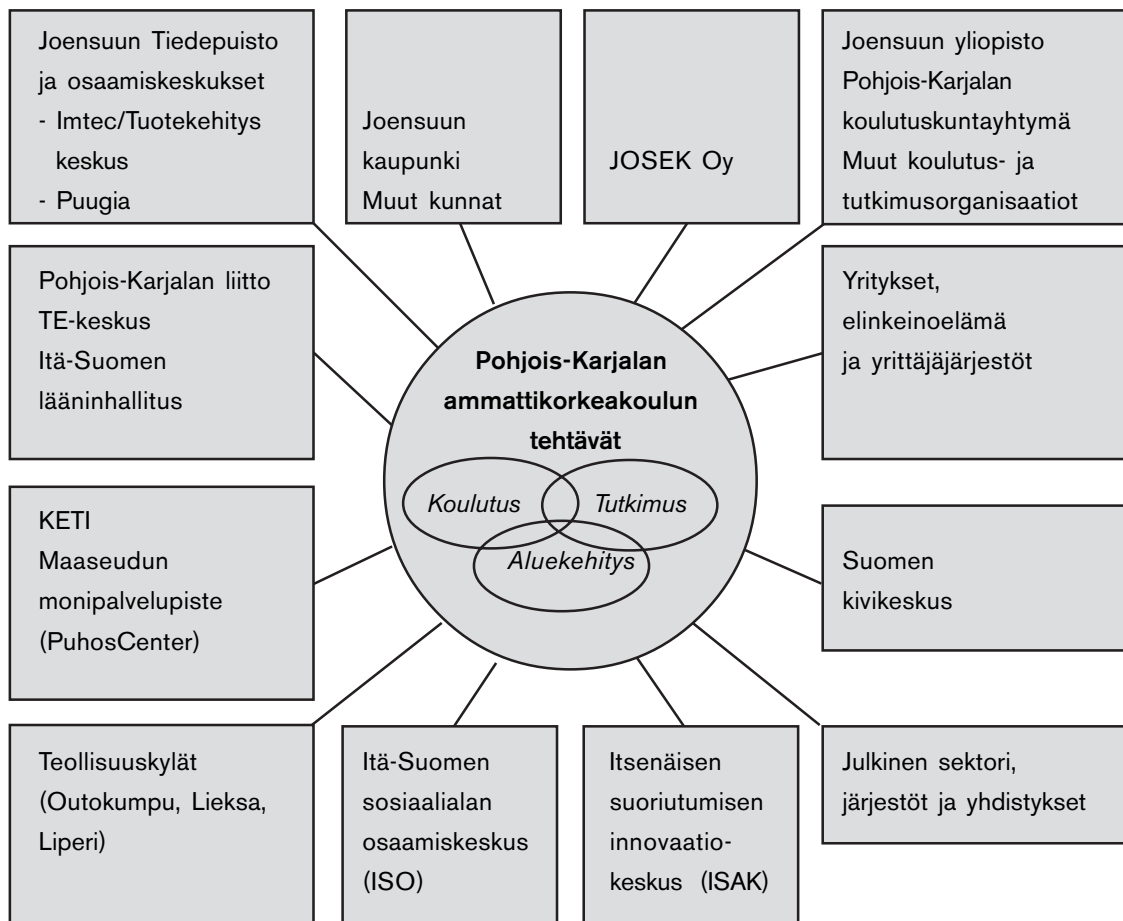 Joensuun Tiedepuisto
ja osaamiskeskukset
- Imtec/Tuotekehitys
keskus
- Puugia
Joensuun
kaupunki
Muut kunnat
JOSEK Oy
Joensuun yliopisto
Pohjois-Karjalan
koulutuskuntayhtymä
Muut koulutus- ja
tutkimusorganisaatiot
Pohjois-Karjalan liitto
TE-keskus
Itä-Suomen
lääninhallitus
Pohjois-Karjalan
ammattikorkeakoulun
tehtävät
Koulutus
Tutkimus
Aluekehitys
Yritykset,
elinkeinoelämä
ja yrittäjäjärjestöt
KETI
Maaseudun
monipalvelupiste
(PuhosCenter)
Suomen
kivikeskus
Teollisuuskylät
(Outokumpu, Lieksa,
Liperi)
Itä-Suomen
sosiaalialan
osaamiskeskus
(ISO)
Itsenäisen
suoriutumisen
innovaatio-
keskus (ISAK)
Julkinen sektori,
järjestöt ja yhdistykset